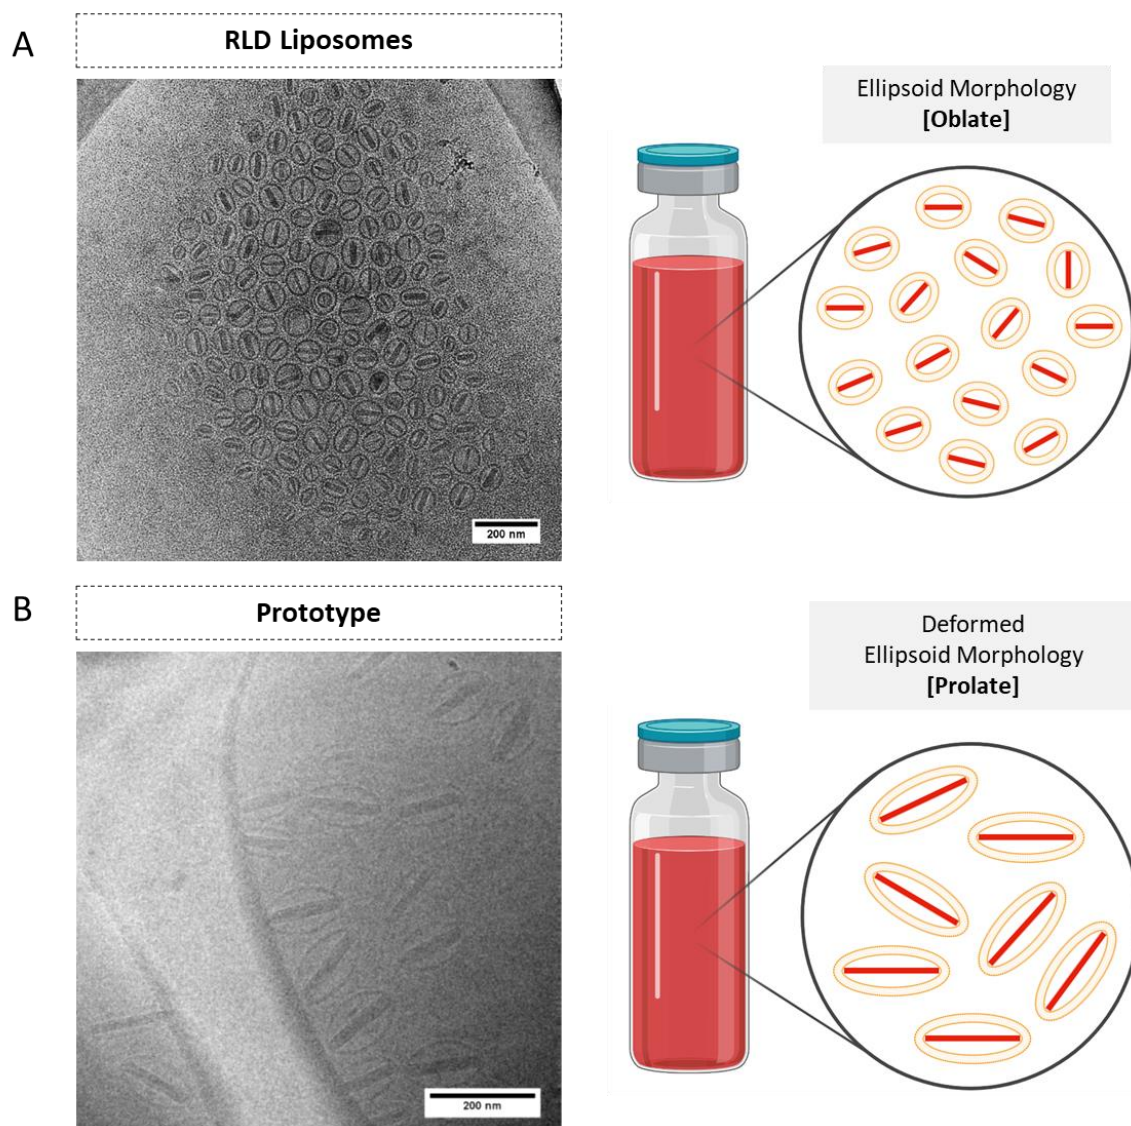 A
RLD Liposomes
Ellipsoid Morphology
[Oblate]
200 nm
B
Prototype
Deformed
Ellipsoid Morphology
[Prolate]
200 nm